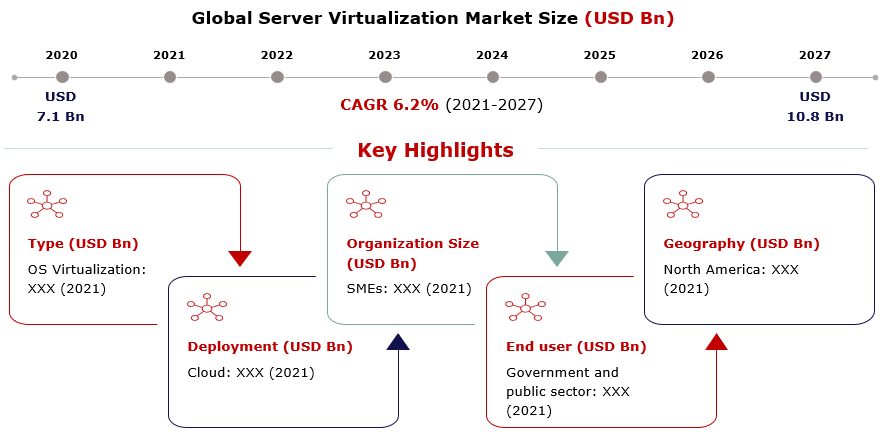 Global Server Virtualization Market Size (USD Bn)
2020 2021 2022 2023 2024 2025 2026 2027
USD
7.1 Bn
CAGR 6.2% (2021-2027)
USD
10.8 Bn
Key Highlights
Type (USD Bn)
OS Virtualization:
XXX (2021)
Deployment (USD Bn)
Cloud: XXX (2021)
Organization Size
(USD Bn)
SMEs: XXX (2021)
End user (USD Bn)
Government and
public sector: XXX
(2021)
Geography (USD Bn)
North America: XXX
(2021)